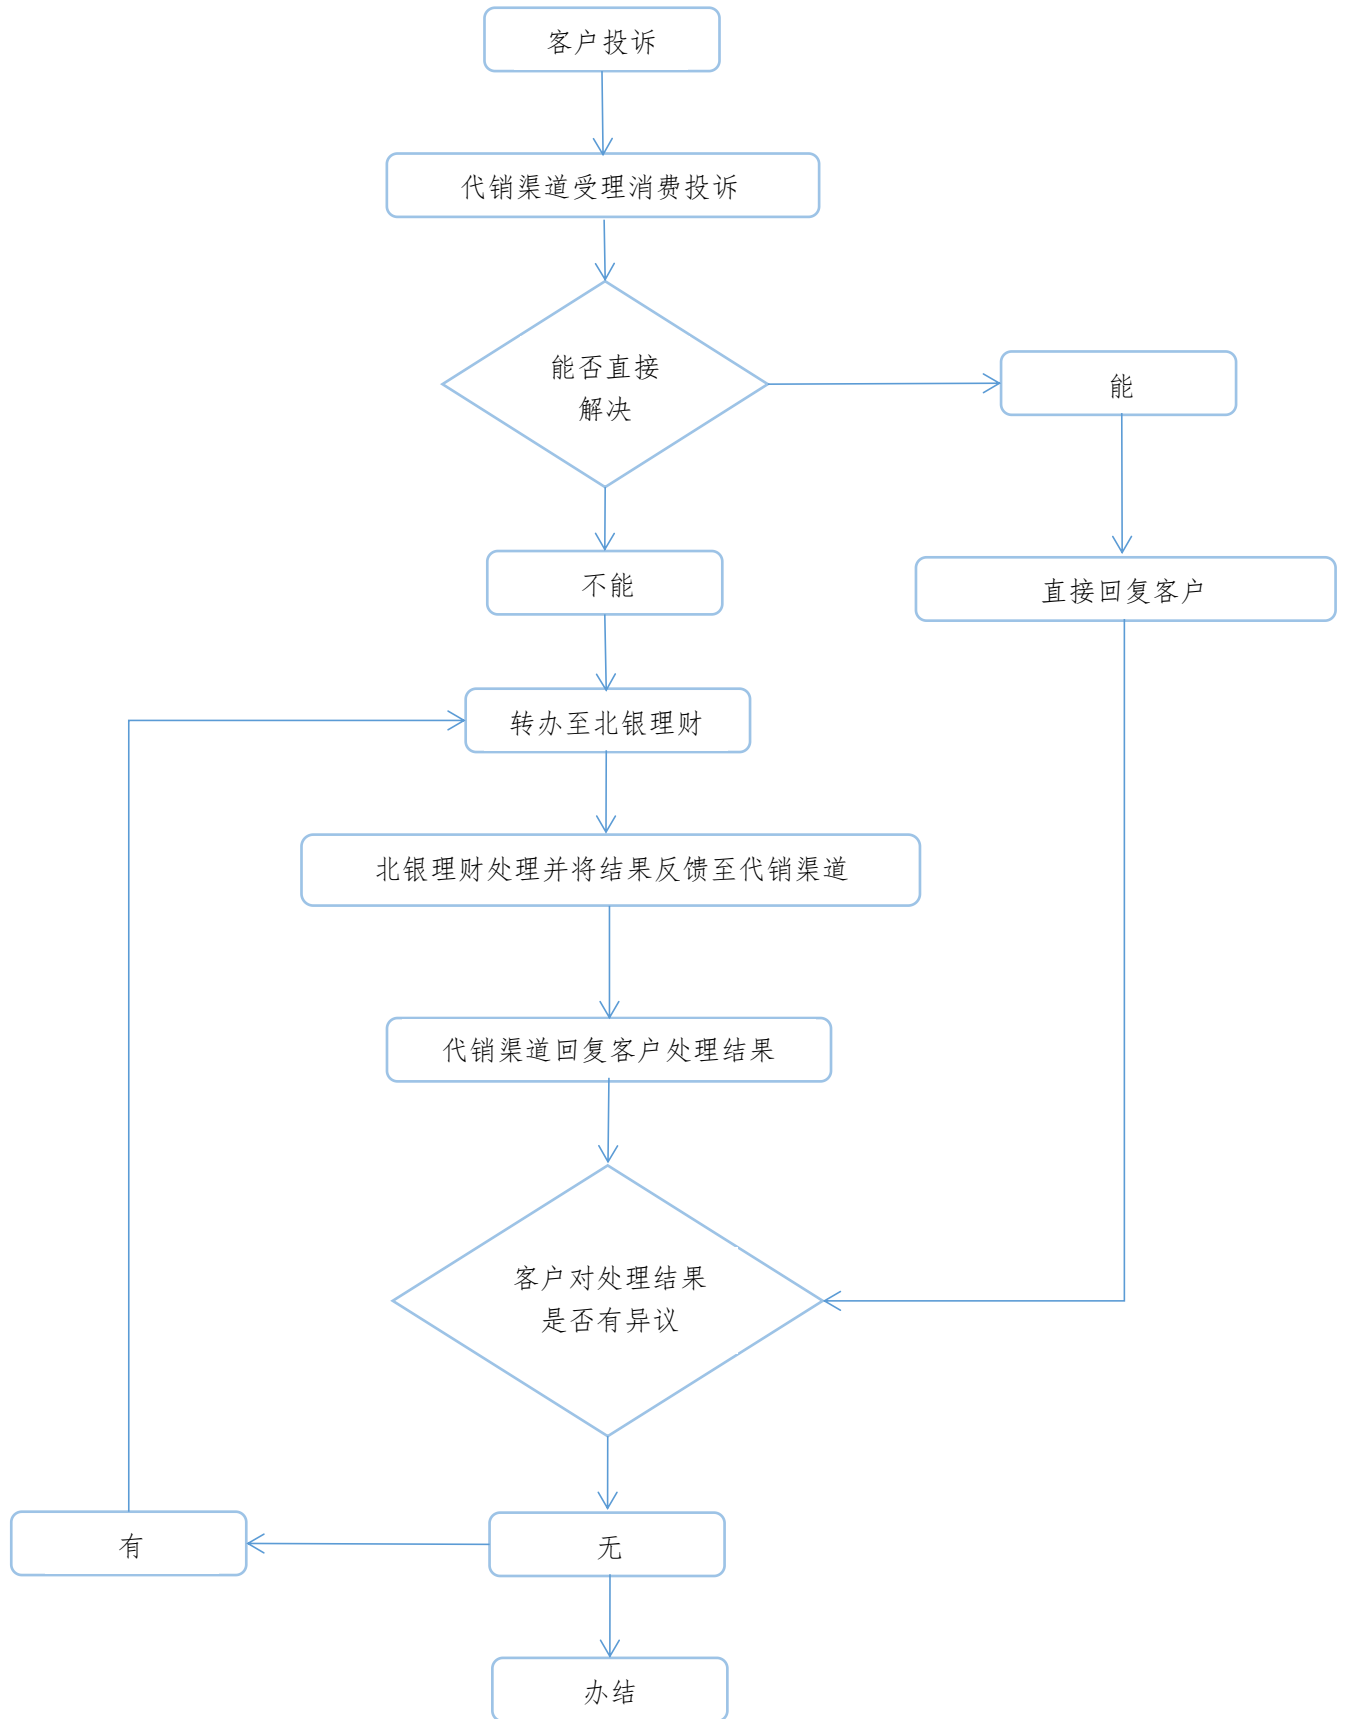 客户投诉
代销渠道受理消费投诉
能否直接
解决
能
不能
直接回复客户
转办至北银理财
北银理财处理并将结果反馈至代销渠道
代销渠道回复客户处理结果
客户对处理结果
是否有异议
有
无
办结